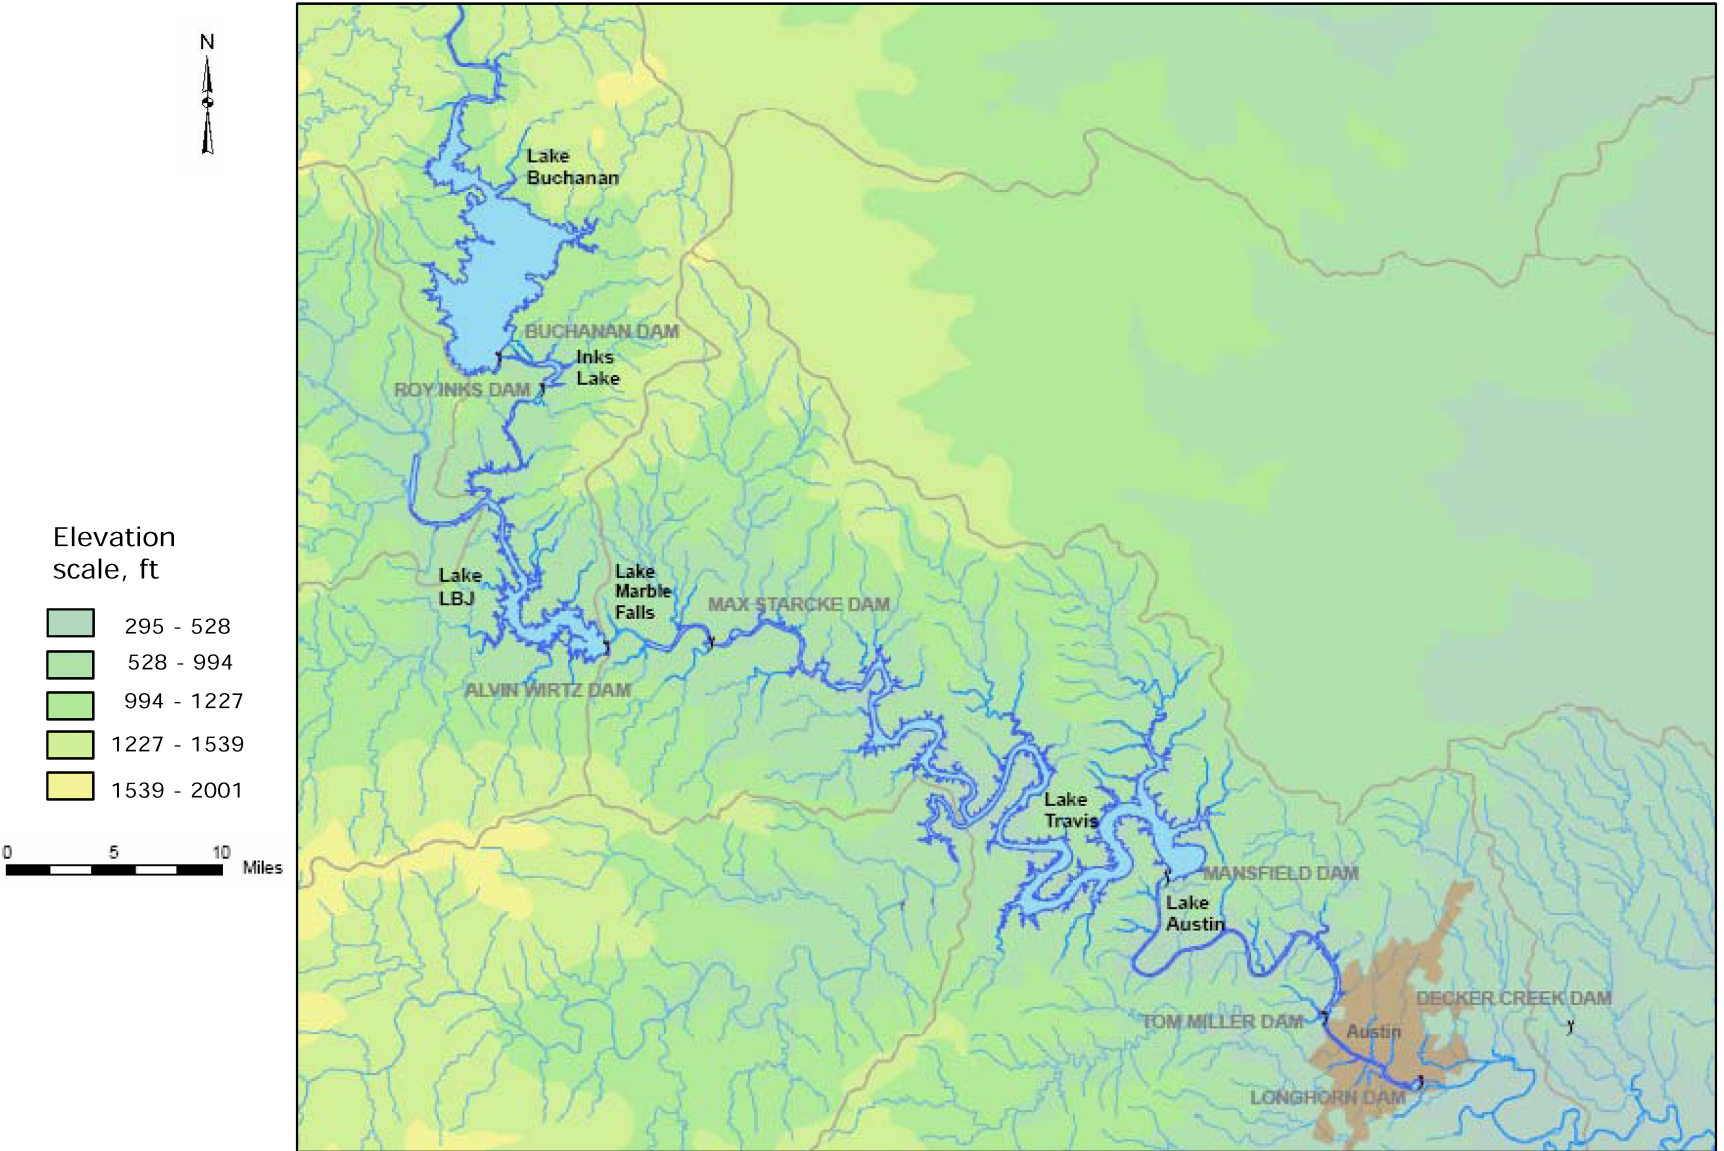 N
Lake
Buchanan
BUCHANAN DAM
Inks
Lake
ROY INKS DAM
Elevation
scale, ft
295 - 528
528 - 994
994 - 1227
1227 - 1539
1539 - 2001
0 5 10
Miles
Lake
LBJ
Lake
Marble
Falls
MAX STARCKE DAM
ALVIN WIRTZ DAM
Lake
Travis
MANSFIELD DAM
Lake
Austin
DECKER CREEK DAM
TOM MILLER DAM
Austin
LONGHORN DAM